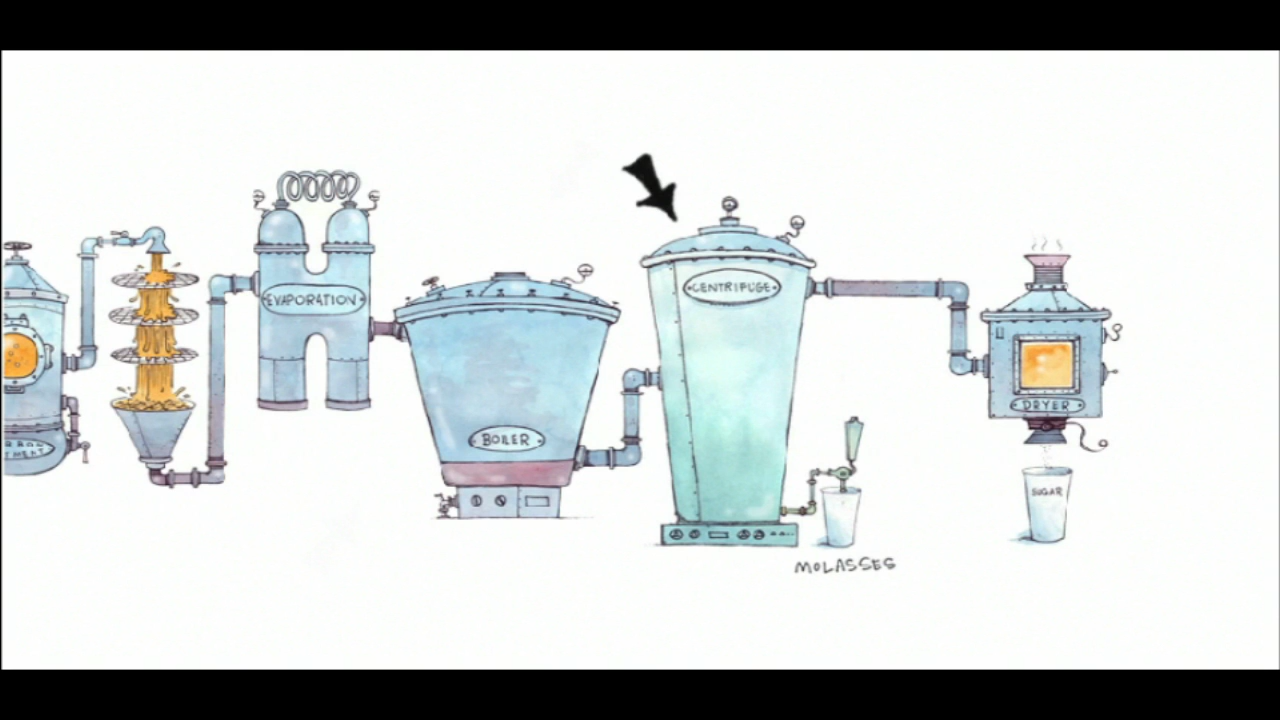 EVAPORATION
BOILER
CENTRIFUGE
MOLASSES
DRYER
SUGAR